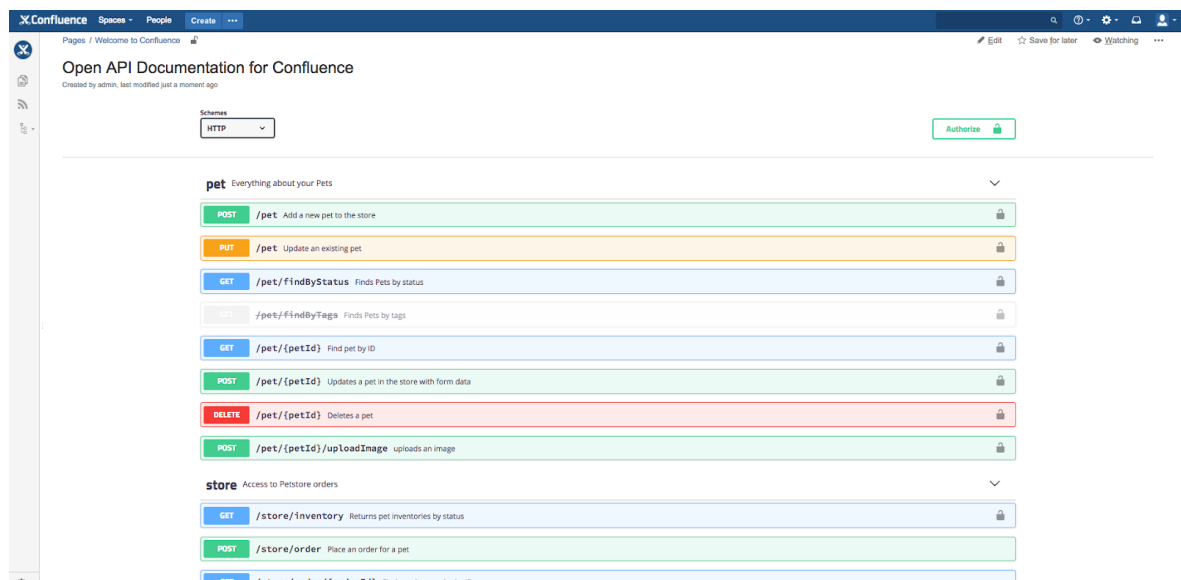 Confluence Spaces People Create
Pages / Welcome to Confluence
Edit Save for later Watching
Open API Documentation for Confluence
Created by admin, last modified just a moment ago
Schemes
HTTP
Authorize
pet Everything about your Pets
POST /pet Add a new pet to the store
PUT /pet Update an existing pet
GET /pet/findByStatus Finds Pets by status
/pet/findByTags Finds Pets by tags
GET /pet/{petId} Find pet by ID
POST /pet/{petId} Updates a pet in the store with form data
DELETE /pet/{petId} Deletes a pet
POST /pet/{petId}/uploadImage uploads an image
store Access to Petstore orders
GET /store/inventory Returns pet inventories by status
POST /store/order Place an order for a pet